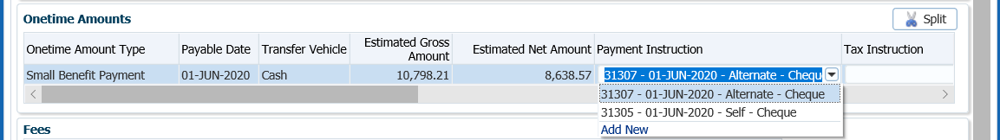 Onetime Amounts
Split
Onetime Amount Type Payable Date Transfer Vehicle Estimated Gross Amount Estimated Net Amount Payment Instruction Tax Instruction
Small Benefit Payment 01-JUN-2020 Cash 10,798.21 8,638.57 31307 - 01-JUN-2020 - Alternate - Chequ
31307 - 01-JUN-2020 - Alternate - Cheque
31305 - 01-JUN-2020 - Self - Cheque
Add New
Fees